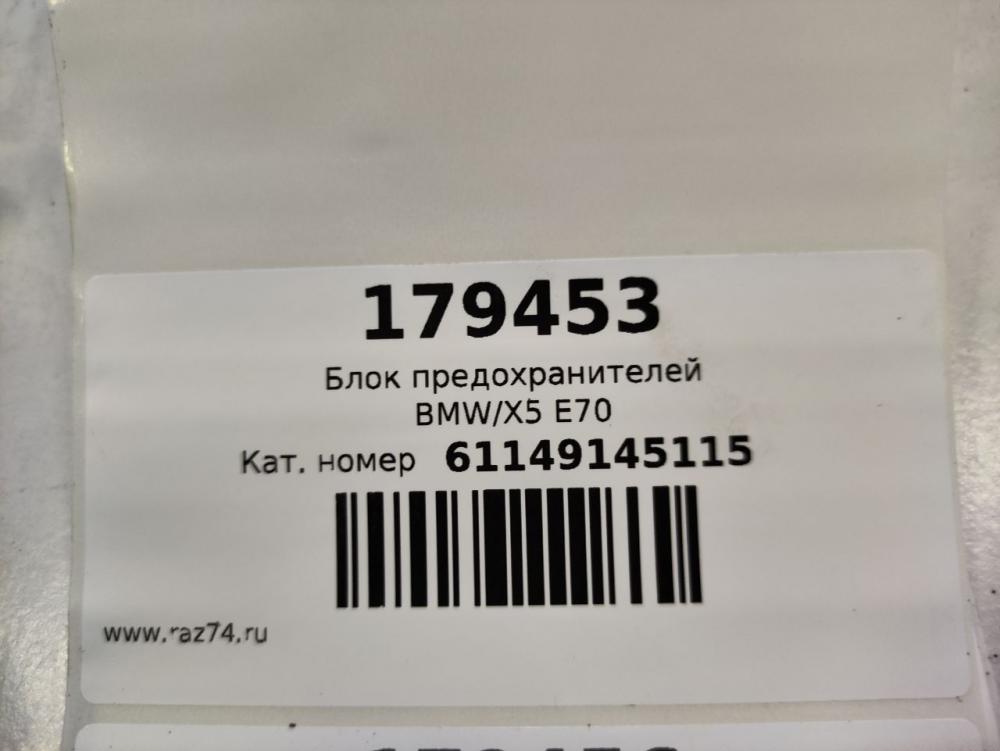 179453
Блок предохранителей
BMW/X5 E70
Кат. номер 61149145115
www.raz74.ru